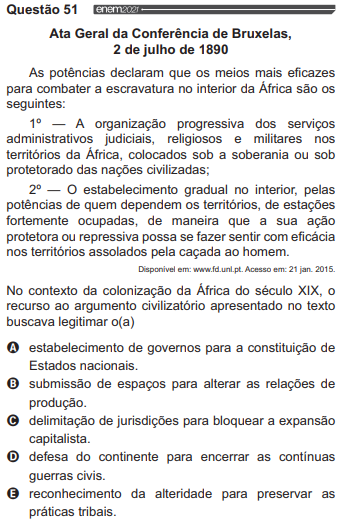 Questão 51 enem2021
Ata Geral da Conferência de Bruxelas,
2 de julho de 1890
As potências declaram que os meios mais eficazes
para combater a escravatura no interior da África são os
seguintes:
1º — A organização progressiva dos serviços
administrativos judiciais, religiosos e militares nos
territórios da África, colocados sob a soberania ou sob
protetorado das nações civilizadas;
2º — O estabelecimento gradual no interior, pelas
potências de quem dependem os territórios, de estações
fortemente ocupadas, de maneira que a sua ação
protetora ou repressiva possa se fazer sentir com eficácia
nos territórios assolados pela caçada ao homem.
Disponível em: www.fd.unl.pt. Acesso em: 21 jan. 2015.
No contexto da colonização da África do século XIX, o
recurso ao argumento civilizatório apresentado no texto
buscava legitimar o(a)
A estabelecimento de governos para a constituição de
Estados nacionais.
B submissão de espaços para alterar as relações de
produção.
C delimitação de jurisdições para bloquear a expansão
capitalista.
D defesa do continente para encerrar as contínuas
guerras civis.
E reconhecimento da alteridade para preservar as
práticas tribais.